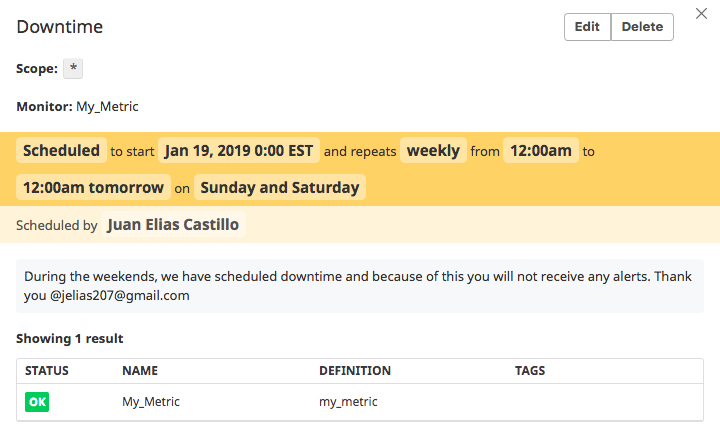 Downtime
Edit Delete
Scope: *
Monitor: My_Metric
Scheduled to start Jan 19, 2019 0:00 EST and repeats weekly from 12:00am to
12:00am tomorrow on Sunday and Saturday
Scheduled by Juan Elias Castillo
During the weekends, we have scheduled downtime and because of this you will not receive any alerts. Thank
you @jelias207@gmail.com
Showing 1 result
STATUS NAME DEFINITION TAGS
OK My_Metric my_metric